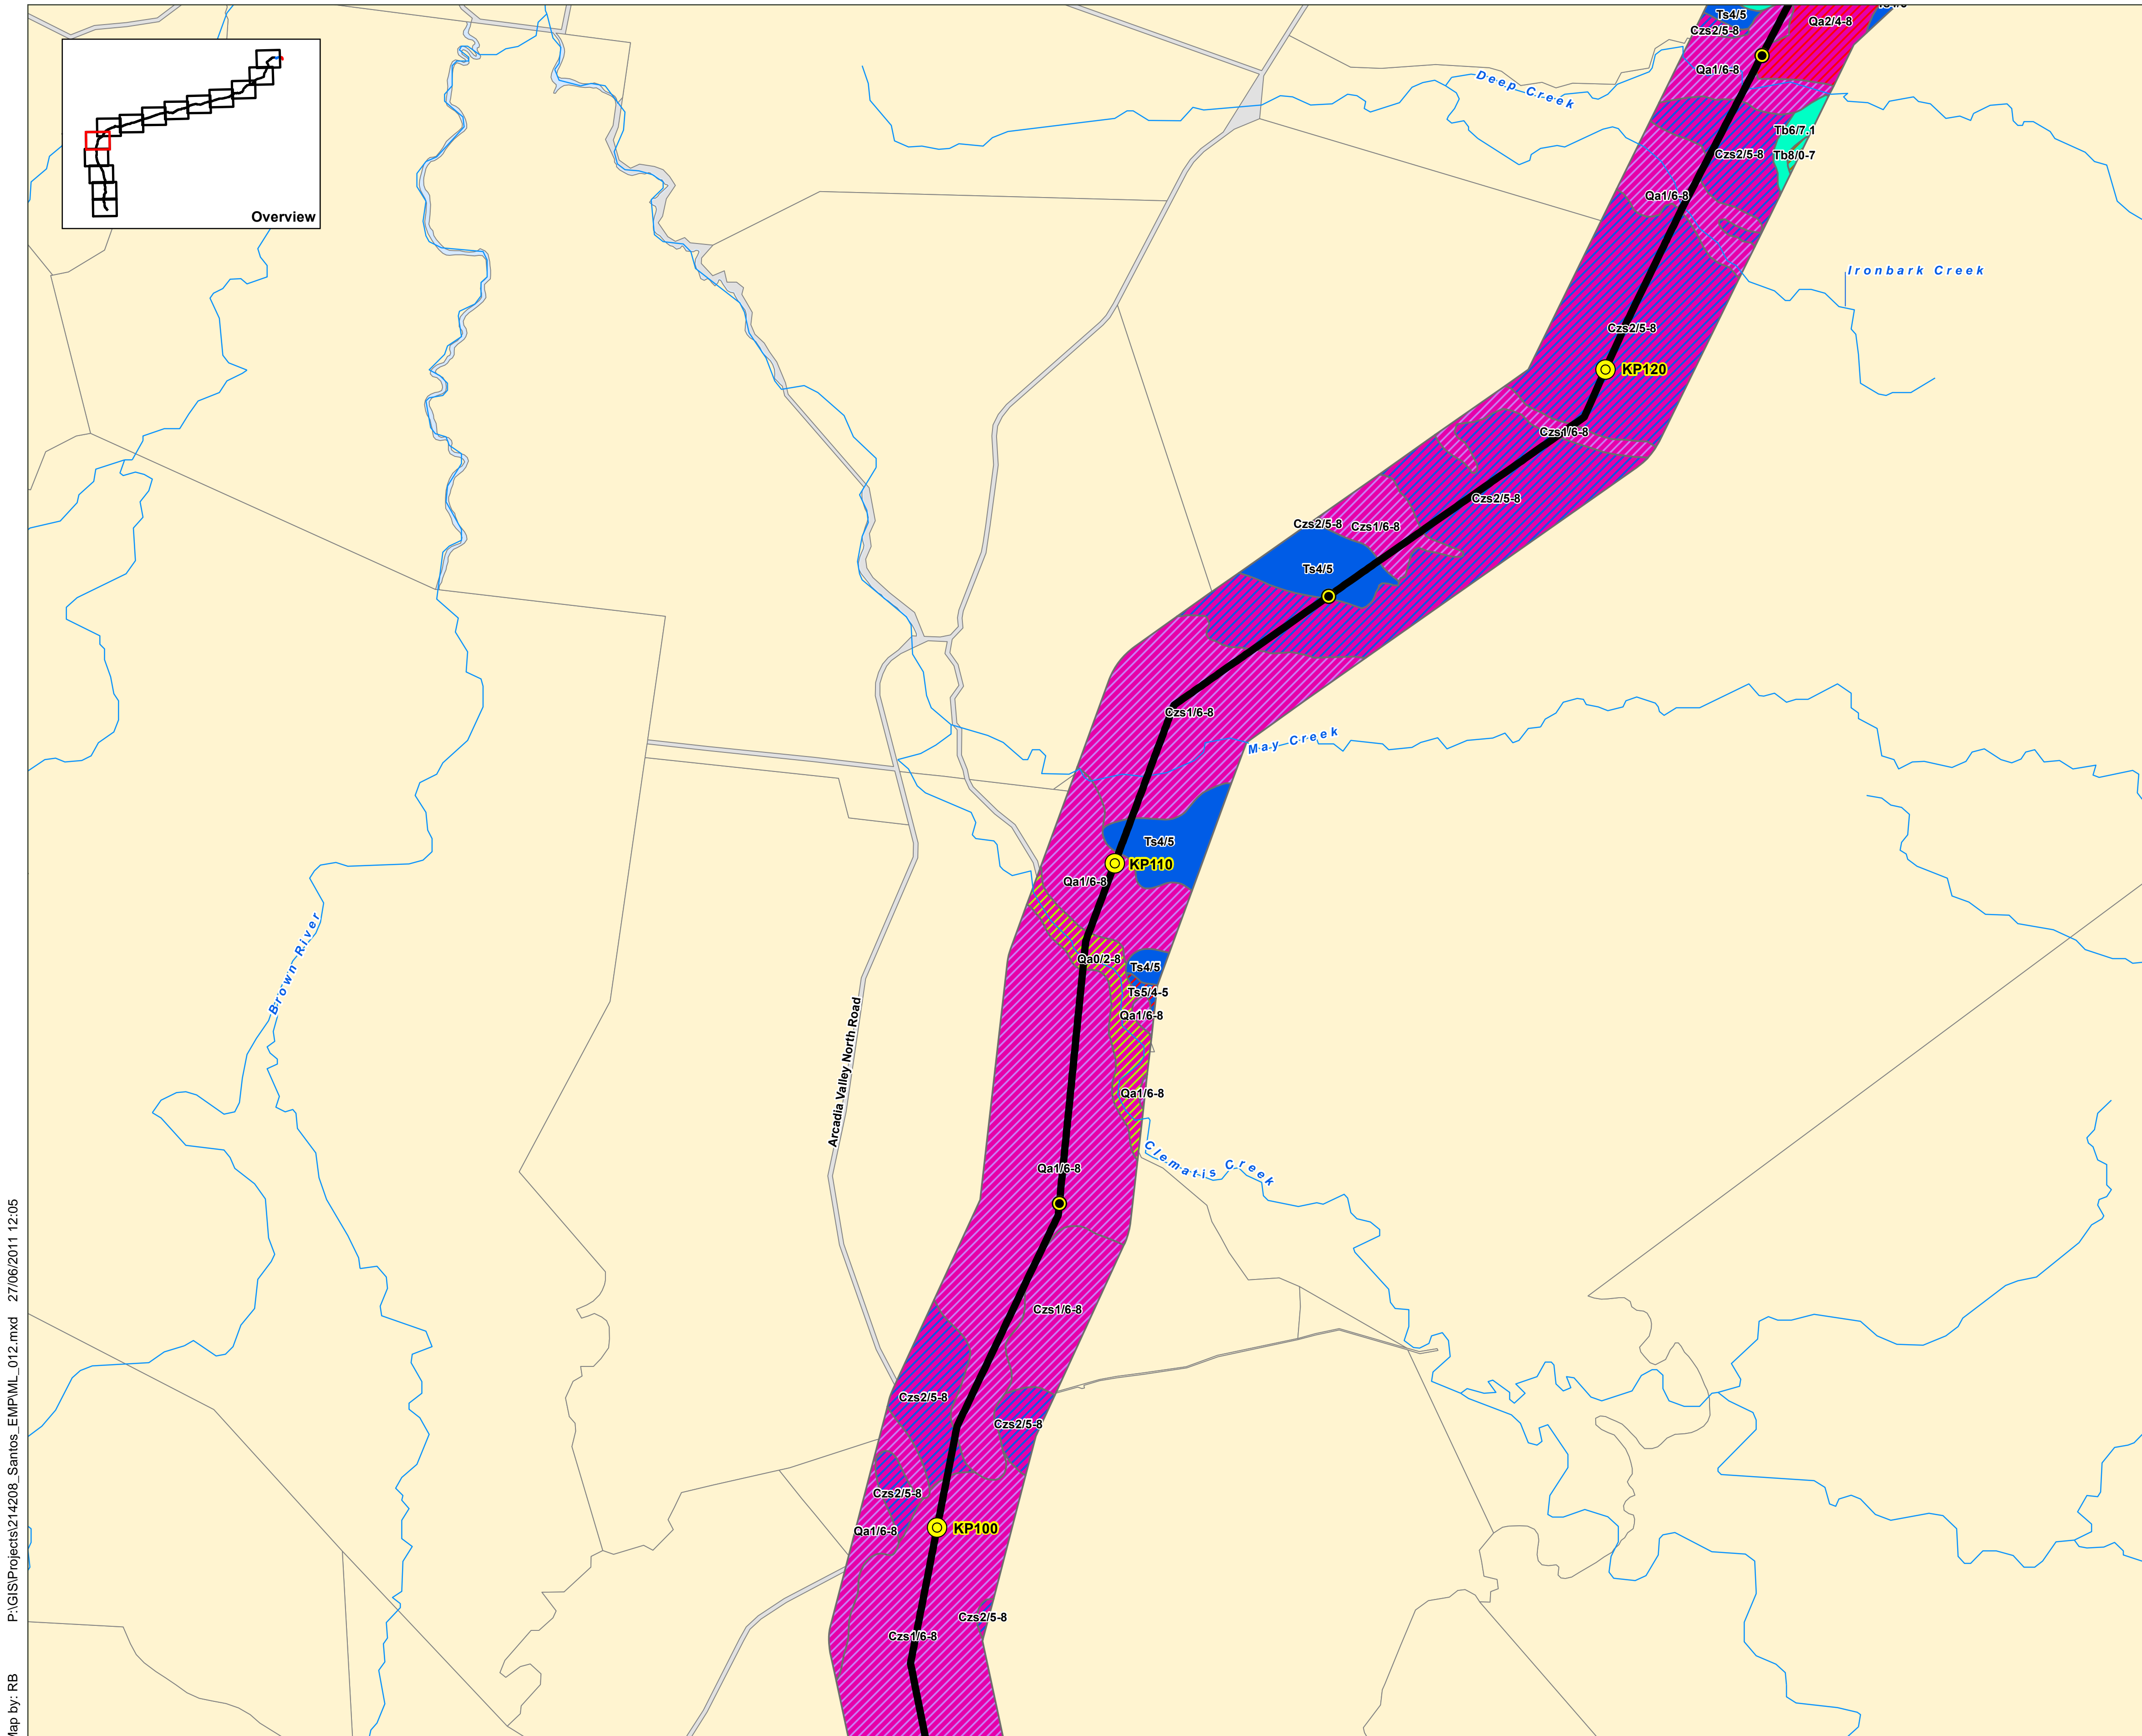 Ts4/5
Qa2/4-8
Czs2/5-8
Qa1/6-8
Deep Creek
Overview
Tb6/7.1
Czs2/5-8
Tb8/0-7
Qa1/6-8
Ironbark Creek
Czs2/5-8
KP120
Czs1/6-8
Czs2/5-8
Czs2/5-8
Czs1/6-8
Ts4/5
Czs1/6-8
May Creek
Ts4/5
KP110
Qa1/6-8
Brown River
Qa0/2-8
Ts4/5
Ts5/4-5
Qa1/6-8
Arcadia Valley North Road
Qa1/6-8
Clematis Creek
Qa1/6-8
Czs1/6-8
Czs2/5-8
Czs2/5-8
Czs2/5-8
Qa1/6-8
KP100
Czs2/5-8
Czs1/6-8
Map by: RB P:\GIS\Projects\214208_Santos_EMP\ML_012.mxd 27/06/2011 12:05